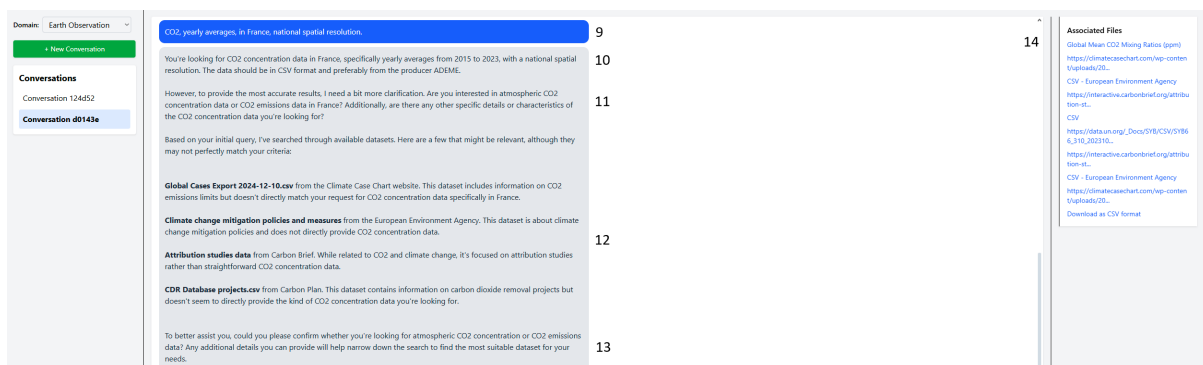 Domain: Earth Observation
+ New Conversation
Conversations
Conversation 124d52
Conversation d0143e
CO2, yearly averages, in France, national spatial resolution.
9
You're looking for CO2 concentration data in France, specifically yearly averages from 2015 to 2023, with a national spatial
resolution. The data should be in CSV format and preferably from the producer ADEME.
10
However, to provide the most accurate results, I need a bit more clarification. Are you interested in atmospheric CO2
concentration data or CO2 emissions data in France? Additionally, are there any other specific details or characteristics of
the CO2 concentration data you're looking for?
11
Based on your initial query, I've searched through available datasets. Here are a few that might be relevant, although they
may not perfectly match your criteria:
Global Cases Export 2024-12-10.csv from the Climate Case Chart website. This dataset includes information on CO2
emissions limits but doesn't directly match your request for CO2 concentration data specifically in France.
Climate change mitigation policies and measures from the European Environment Agency. This dataset is about climate
change mitigation policies and does not directly provide CO2 concentration data.
12
Attribution studies data from Carbon Brief. While related to CO2 and climate change, it's focused on attribution studies
rather than straightforward CO2 concentration data.
CDR Database projects.csv from Carbon Plan. This dataset contains information on carbon dioxide removal projects but
doesn't seem to directly provide the kind of CO2 concentration data you're looking for.
To better assist you, could you please confirm whether you're looking for atmospheric CO2 concentration or CO2 emissions
data? Any additional details you can provide will help narrow down the search to find the most suitable dataset for your
needs.
13
14
Associated Files
Global Mean CO2 Mixing Ratios (ppm)
https://climatecasechart.com/wp-conten
t/uploads/20...
CSV - European Environment Agency
https://interactive.carbonbrief.org/attribu
tion-st...
CSV
https://data.un.org/_Docs/SYB/CSV/SYB6
6_310_202310...
https://interactive.carbonbrief.org/attribu
tion-st...
CSV - European Environment Agency
https://climatecasechart.com/wp-conten
t/uploads/20...
Download as CSV format